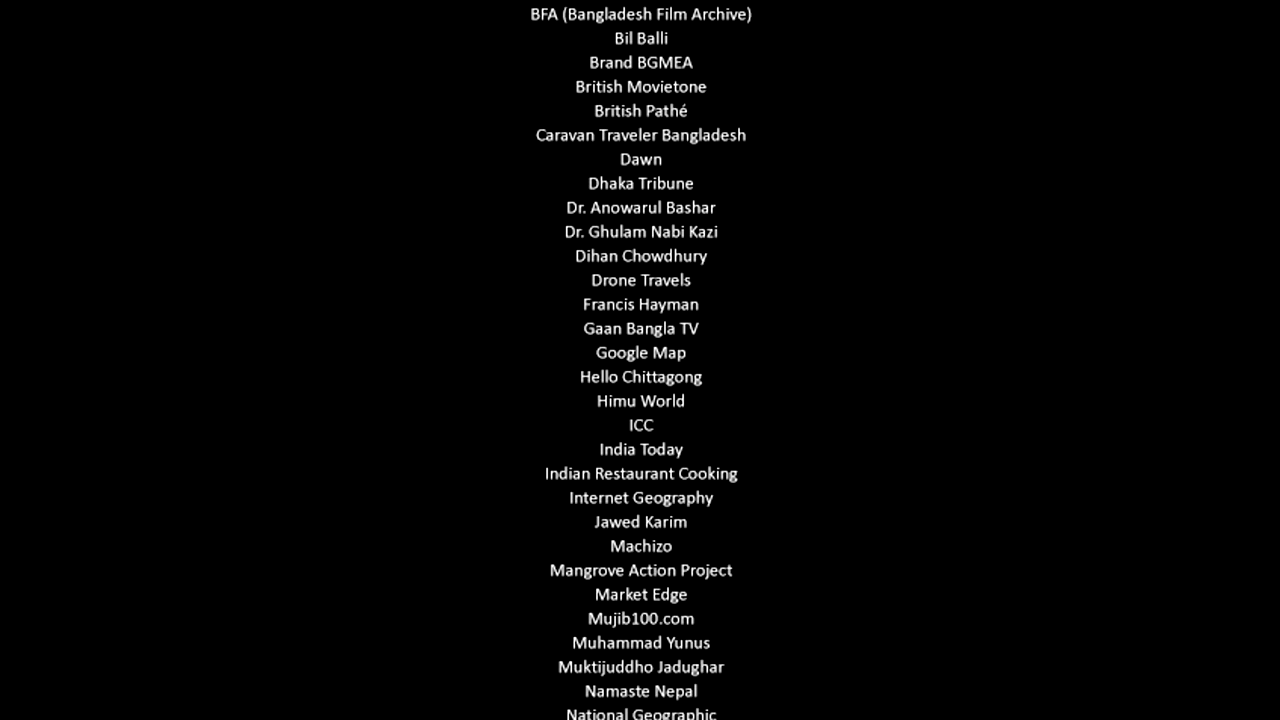 BFA (Bangladesh Film Archive)
Bil Balli
Brand BGMEA
British Movietone
British Pathé
Caravan Traveler Bangladesh
Dawn
Dhaka Tribune
Dr. Anowarul Bashar
Dr. Ghulam Nabi Kazi
Dihan Chowdhury
Drone Travels
Francis Hayman
Gaan Bangla TV
Google Map
Hello Chittagong
Himu World
ICC
India Today
Indian Restaurant Cooking
Internet Geography
Jawed Karim
Machizo
Mangrove Action Project
Market Edge
Mujib100.com
Muhammad Yunus
Muktijuddho Jadughar
Namaste Nepal
National Geographic